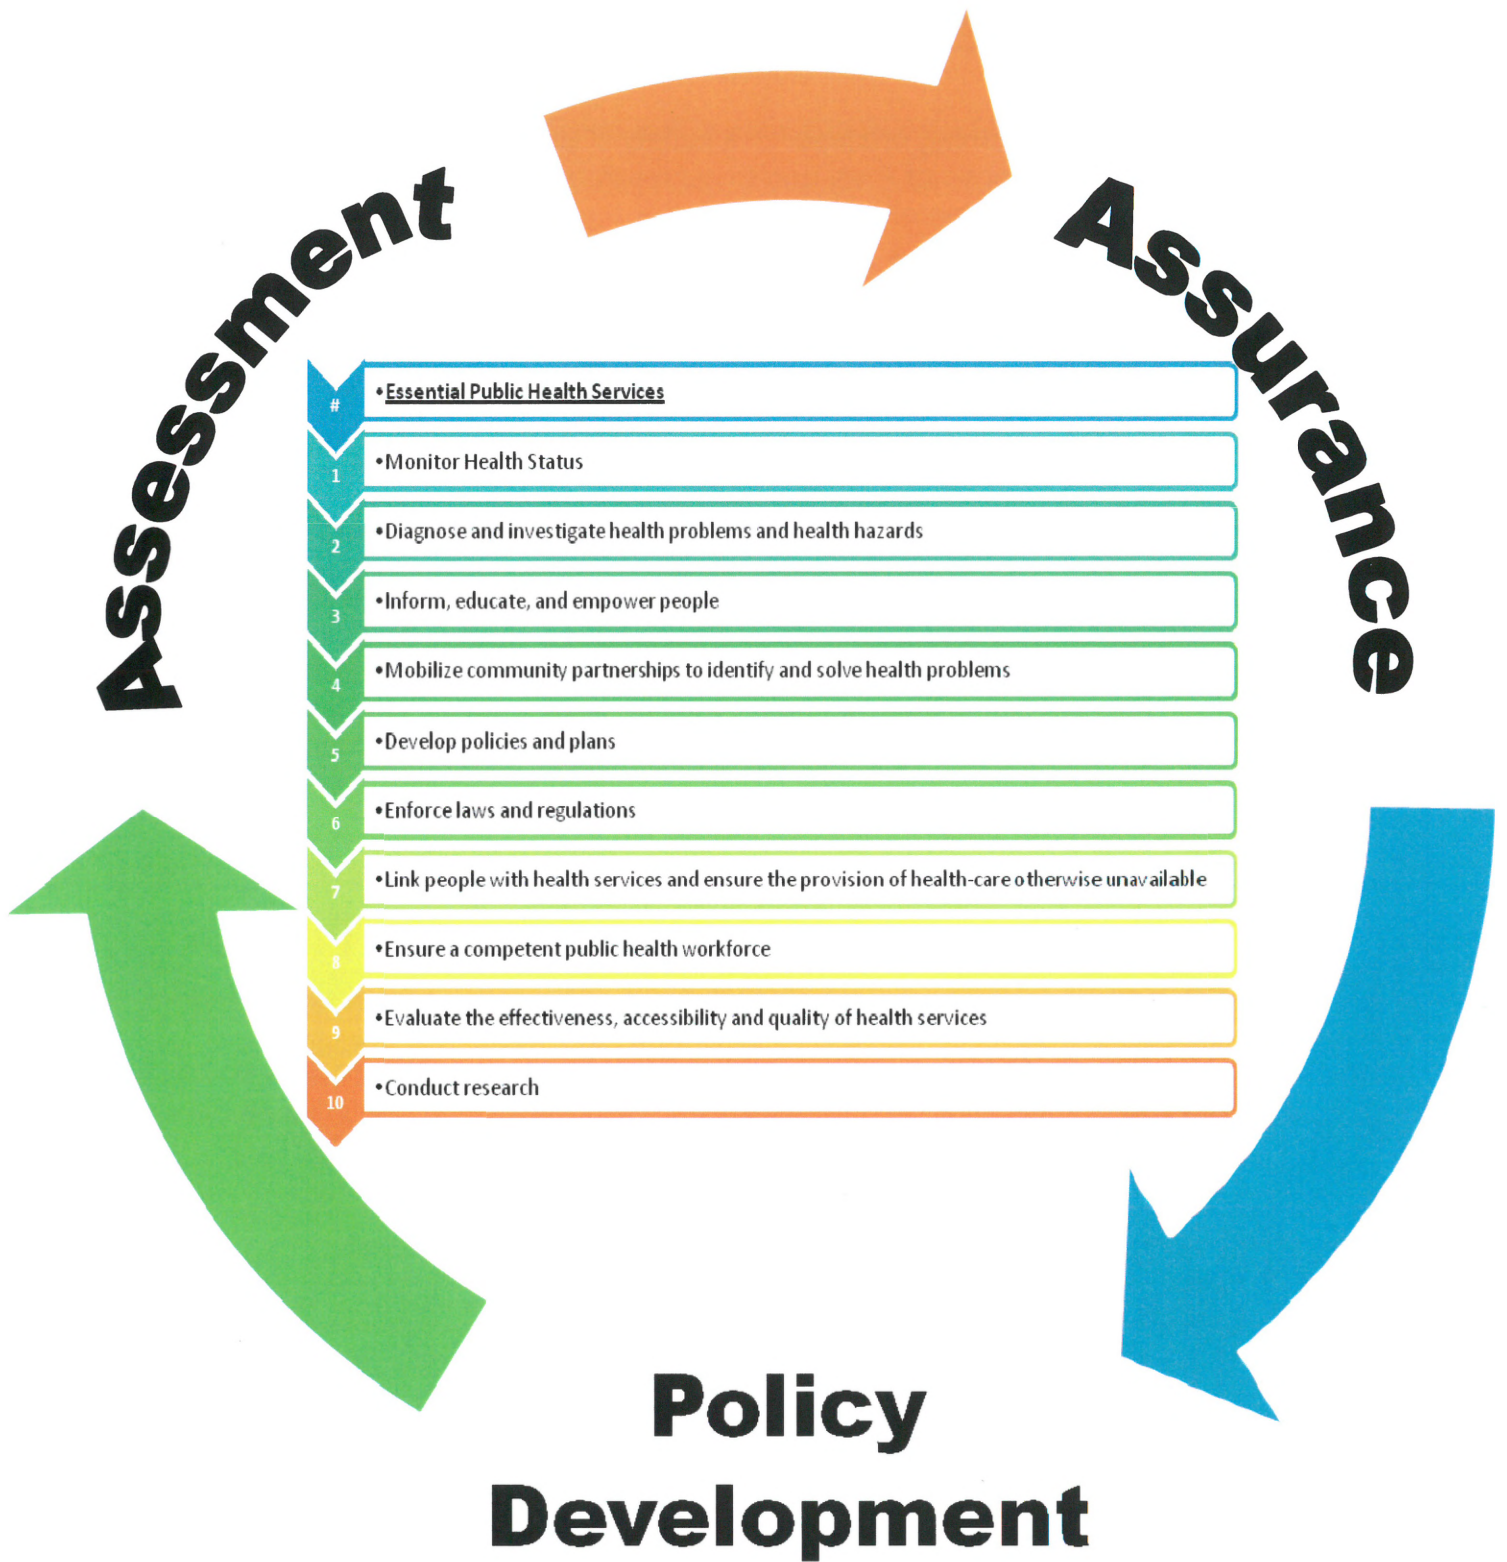 Assessment
Assurance
# •Essential Public Health Services
1 •Monitor Health Status
2 •Diagnose and investigate health problems and health hazards
3 •Inform, educate, and empower people
4 •Mobilize community partnerships to identify and solve health problems
5 •Develop policies and plans
6 •Enforce laws and regulations
7 •Link people with health services and ensure the provision of health-care otherwise unavailable
8 •Ensure a competent public health workforce
9 •Evaluate the effectiveness, accessibility and quality of health services
10 •Conduct research
Policy
Development